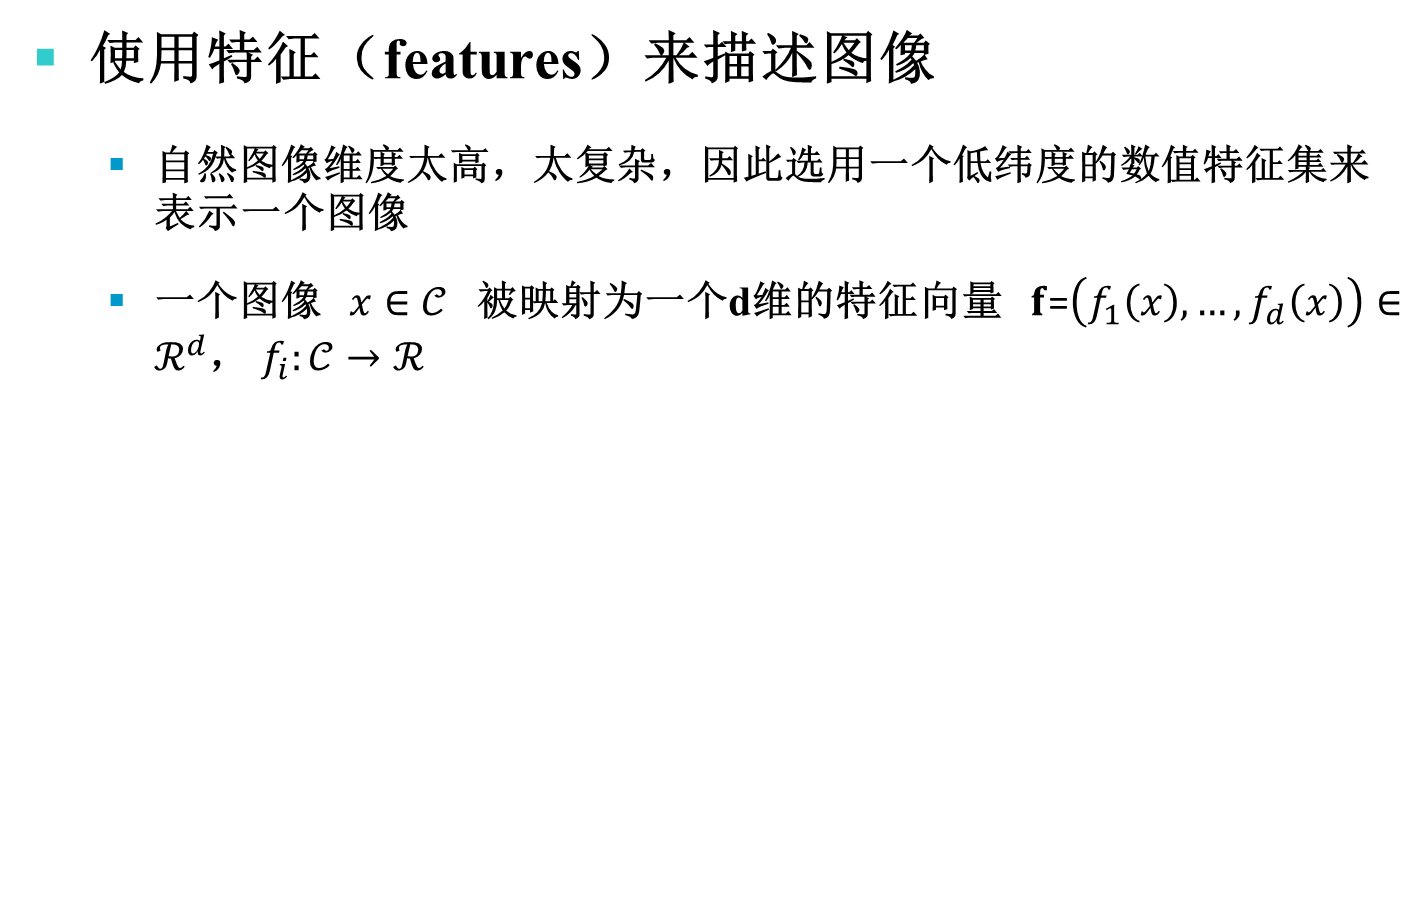 使用特征（features）来描述图像
自然图像维度太高，太复杂，因此选用一个低纬度的数值特征集来
表示一个图像
一个图像 𝑥 ∈ 𝒞 被映射为一个d维的特征向量 f=(𝑓₁(𝑥), … , 𝑓_𝑑(𝑥)) ∈
ℛ^𝑑， 𝑓ᵢ: 𝒞 → ℛ